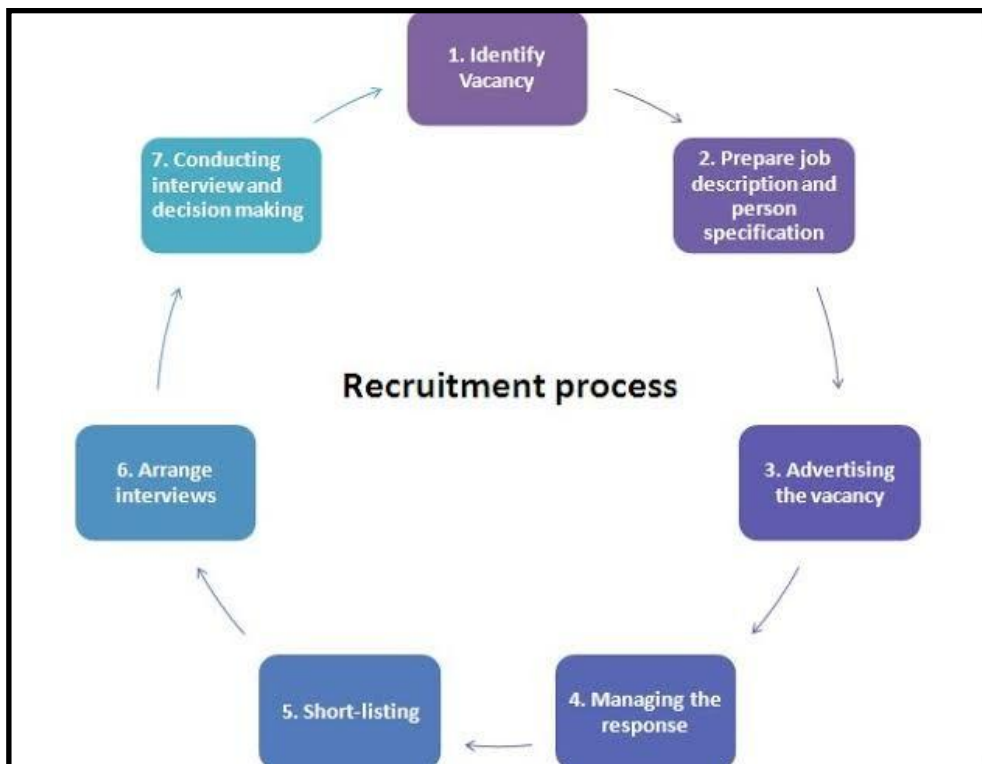 1. Identify
Vacancy
2. Prepare job
description and
person
specification
3. Advertising
the vacancy
4. Managing the
response
5. Short-listing
6. Arrange
interviews
7. Conducting
interview and
decision making
Recruitment process